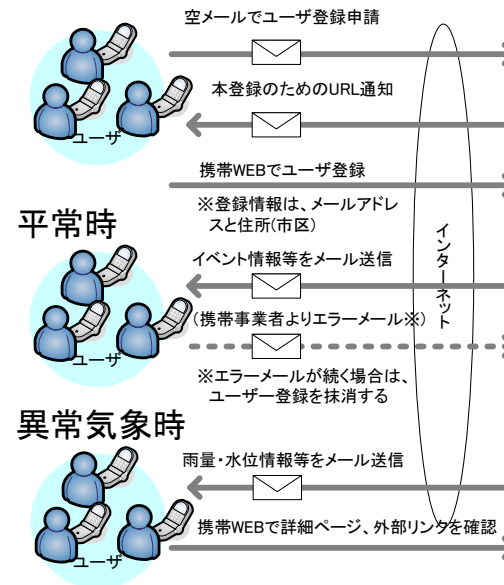 空メールでユーザ登録申請
本登録のためのURL通知
ユーザ
携帯WEBでユーザ登録
※登録情報は、メールアドレ
スと住所(市区)
平常時
インターネット
イベント情報等をメール送信
(携帯事業者よりエラーメール※)
ユーザ
※エラーメールが続く場合は、
ユーザー登録を抹消する
異常気象時
雨量・水位情報等をメール送信
携帯WEBで詳細ページ、外部リンクを確認
ユーザ